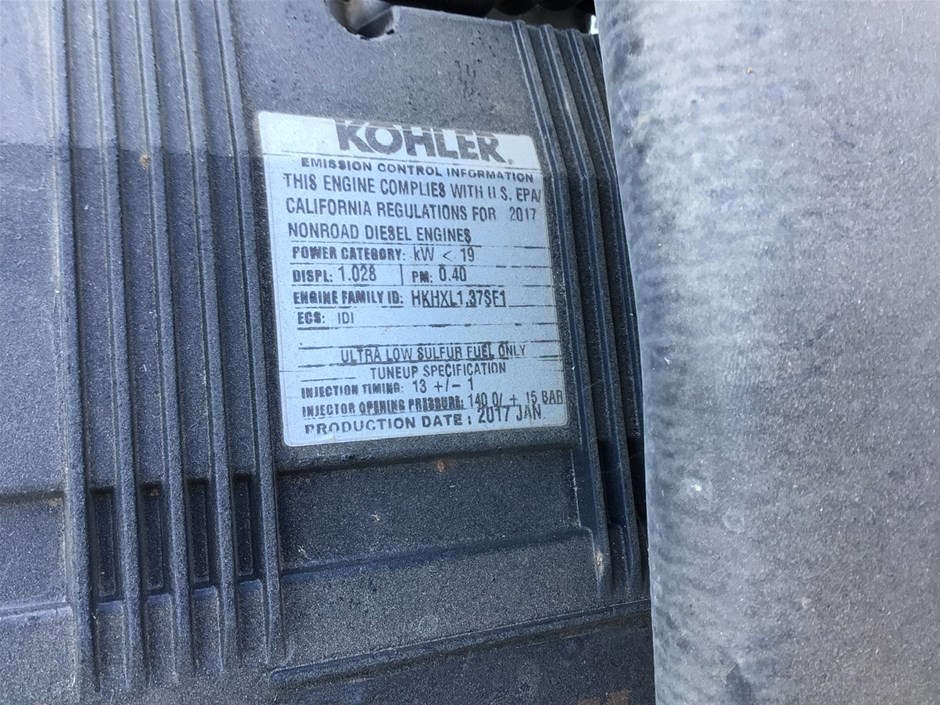 KOHLER.
EMISSION CONTROL INFORMATION
THIS ENGINE COMPLIES WITH U.S. EPA/
CALIFORNIA REGULATIONS FOR 2017
NONROAD DIESEL ENGINES
POWER CATEGORY: kW < 19
DISPL: 1.028 PM: 0.40
ENGINE FAMILY ID: HKHXL1.37SE1
ECS: IDI
ULTRA LOW SULFUR FUEL ONLY
TUNEUP SPECIFICATION
INJECTION TIMING: 13 +/- 1
INJECTOR OPENING PRESSURE: 140 0/ + 15 BAR
PRODUCTION DATE : 2017 JAN